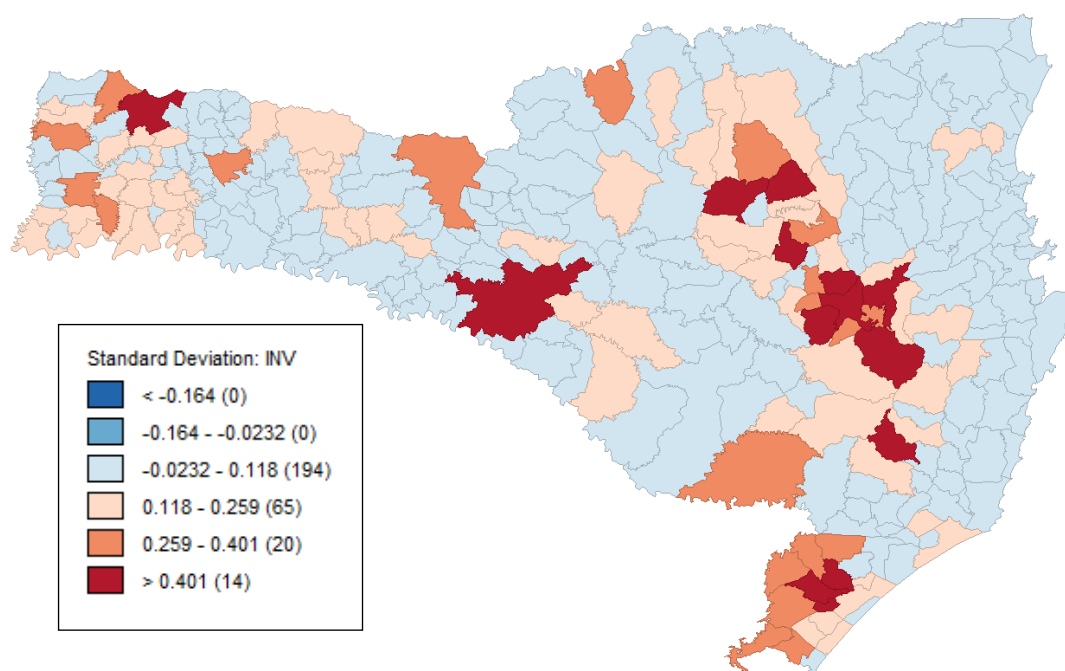 Standard Deviation: INV
< -0.164 (0)
-0.164 - -0.0232 (0)
-0.0232 - 0.118 (194)
0.118 - 0.259 (65)
0.259 - 0.401 (20)
> 0.401 (14)